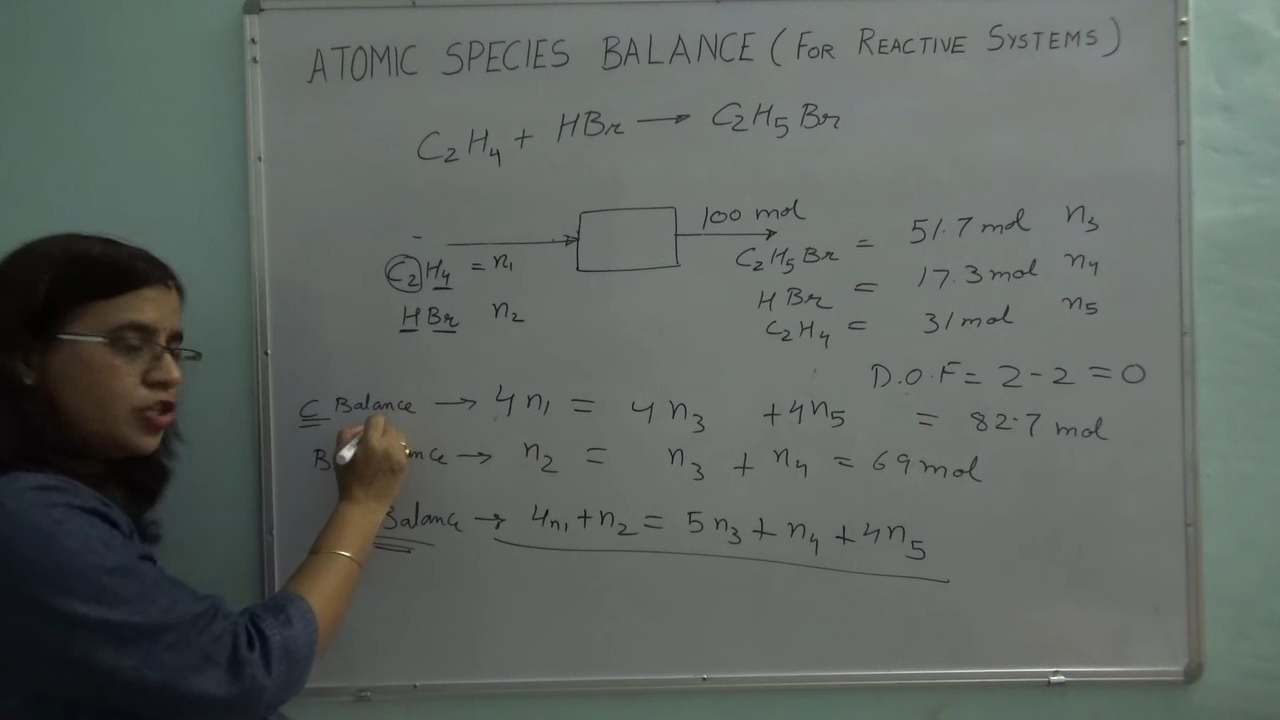 ATOMIC SPECIES BALANCE (FOR REACTIVE SYSTEMS)
C₂H₄ + HBr → C₂H₅Br
100 mol
C₂H₄ = n₁
HBr n₂
C₂H₅Br = 51.7 mol n₃
HBr = 17.3 mol n₄
C₂H₄ = 31 mol n₅
D.O.F = 2 - 2 = 0
C Balance → 4n₁ = 4n₃ + 4n₅ = 82.7 mol
n₂ = n₃ + n₄ = 69 mol
Balance → 4n₁ + n₂ = 5n₃ + n₄ + 4n₅